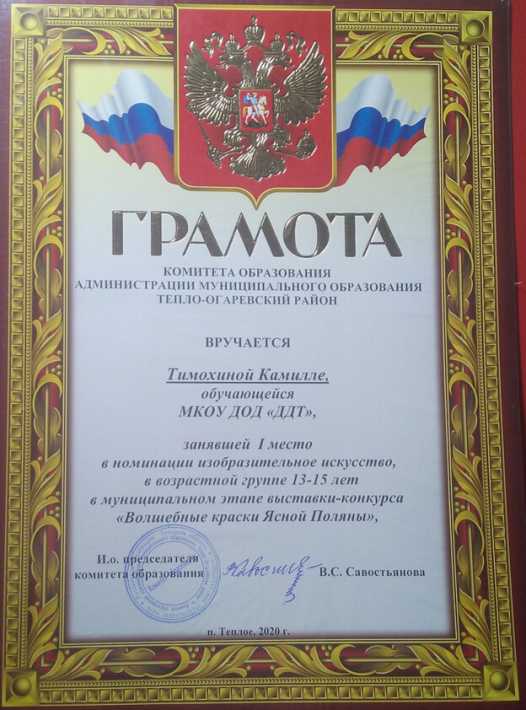 ГРАМОТА
КОМИТЕТА ОБРАЗОВАНИЯ
АДМИНИСТРАЦИИ МУНИЦИПАЛЬНОГО ОБРАЗОВАНИЯ
ТЕПЛО-ОГАРЕВСКИЙ РАЙОН
ВРУЧАЕТСЯ
Тимохиной Камилле,
обучающейся
МКОУ ДОД «ДДТ»,
занявшей I место
в номинации изобразительное искусство,
в возрастной группе 13-15 лет
в муниципальном этапе выставки-конкурса
«Волшебные краски Ясной Поляны»,
И.о. председателя
комитета образования
В.С. Савостьянова
п. Теплое, 2020 г.